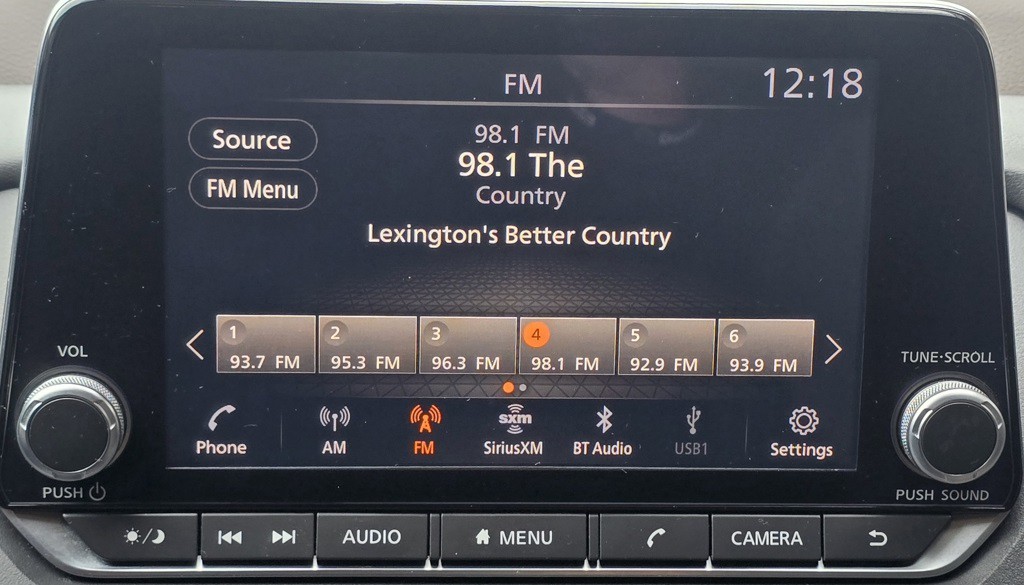 FM
12:18
Source
98.1 FM
98.1 The
FM Menu
Country
Lexington's Better Country
1 2 3 4 5 6
93.7 FM 95.3 FM 96.3 FM 98.1 FM 92.9 FM 93.9 FM
VOL
TUNE·SCROLL
sxm
Phone AM FM SiriusXM BT Audio USB1 Settings
PUSH
PUSH SOUND
AUDIO MENU CAMERA